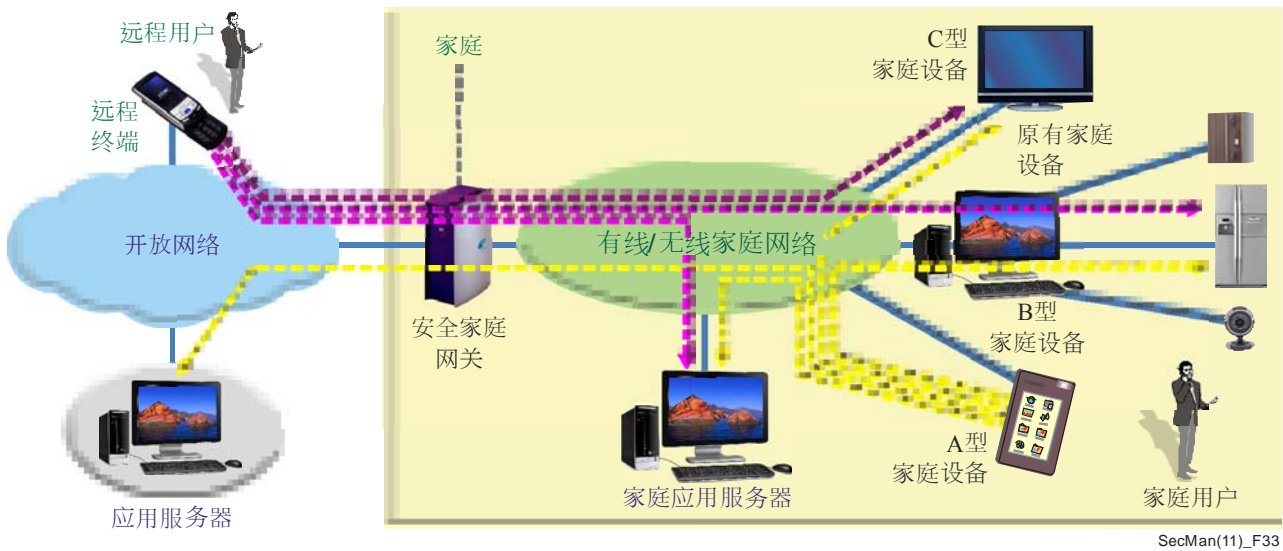 远程用户
家庭
C型
家庭设备
远程
终端
原有家庭
设备
开放网络
有线/无线家庭网络
安全家庭
网关
B型
家庭设备
A型
家庭设备
应用服务器
家庭应用服务器
家庭用户
SecMan(11)_F33